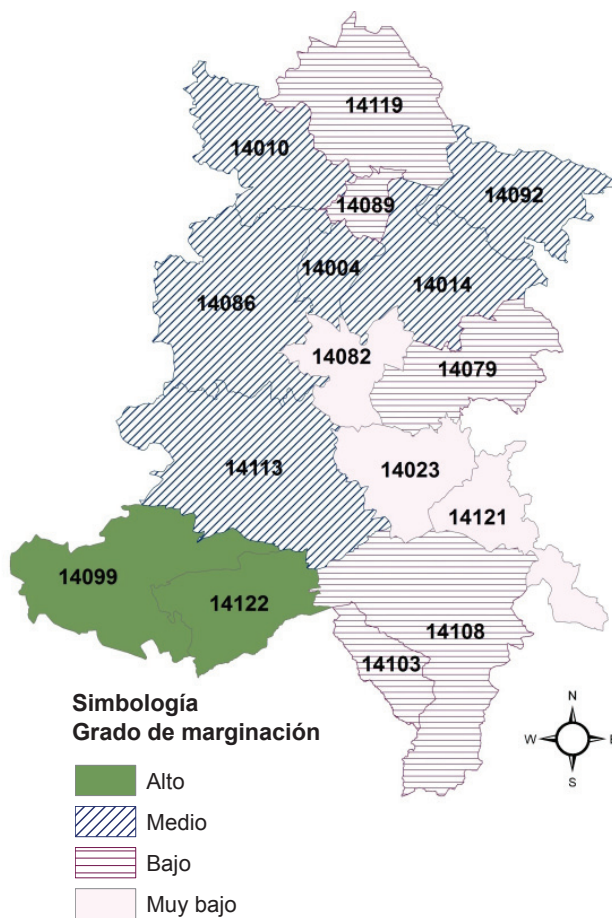 14119
14010
14092
14089
14004
14014
14086
14082
14079
14113
14023
14121
14099
14122
14108
14103
Simbología
Grado de marginación
N
W
E
S
Alto
Medio
Bajo
Muy bajo